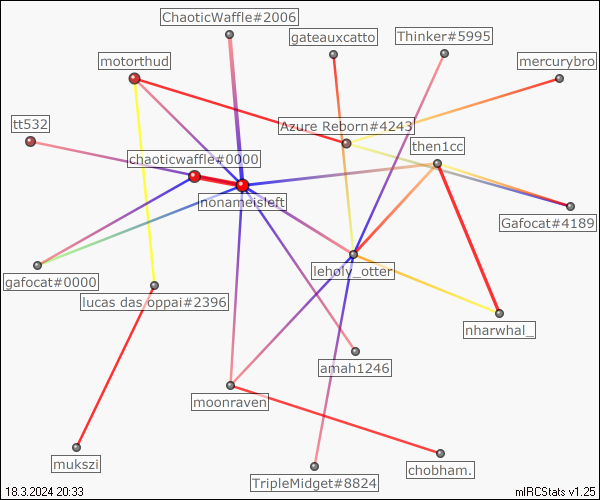 ChaoticWaffle#2006
gateauxcatto
Thinker#5995
motorthud
mercurybro
tt532
Azure Reborn#4243
then1cc
chaoticwaffle#0000
nonameisleft
Gafocat#4189
gafocat#0000
leholy_otter
lucas das oppai#2396
nharwhal_
amah1246
moonraven
mukszi
chobham.
TripleMidget#8824
18.3.2024 20:33
mIRCStats v1.25